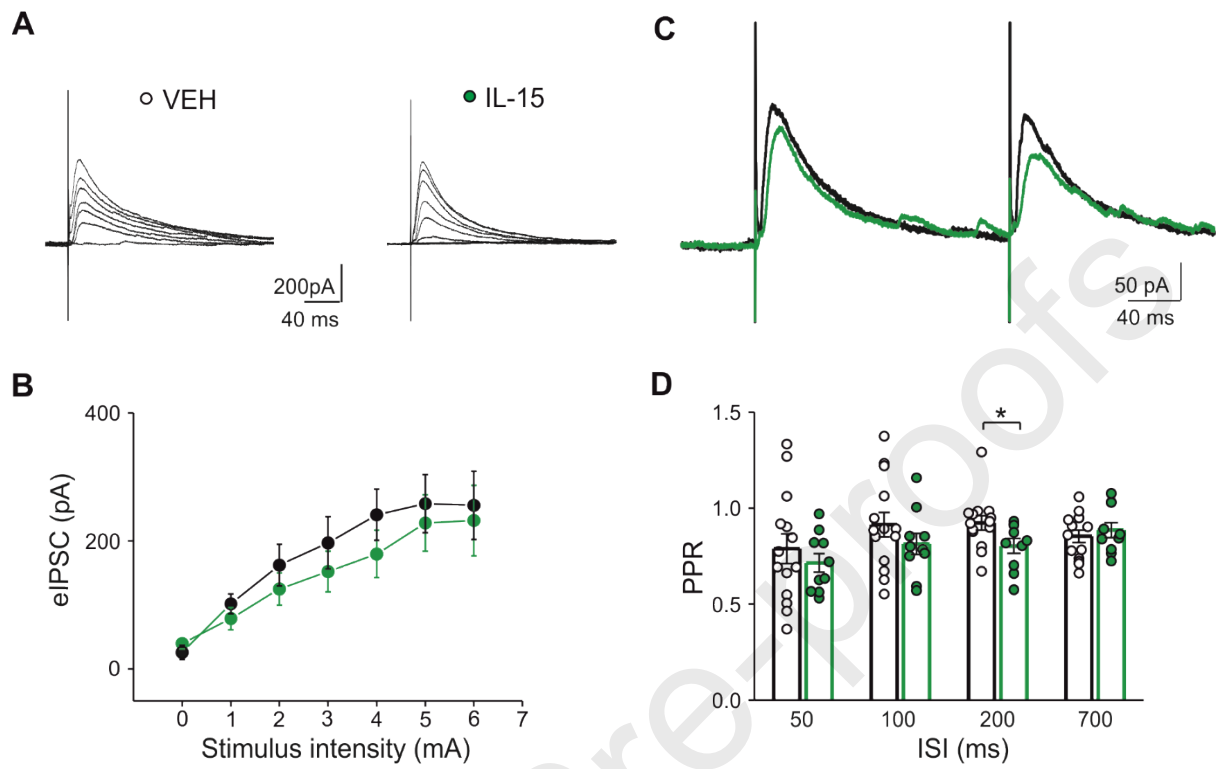 A
VEH
IL-15
200pA
40 ms
B
eIPSC (pA)
400
200
0
0 1 2 3 4 5 6 7
Stimulus intensity (mA)
C
50 pA
40 ms
D
PPR
1.5
1.0
0.5
0.0
*
50 100 200 700
ISI (ms)
re-proofs